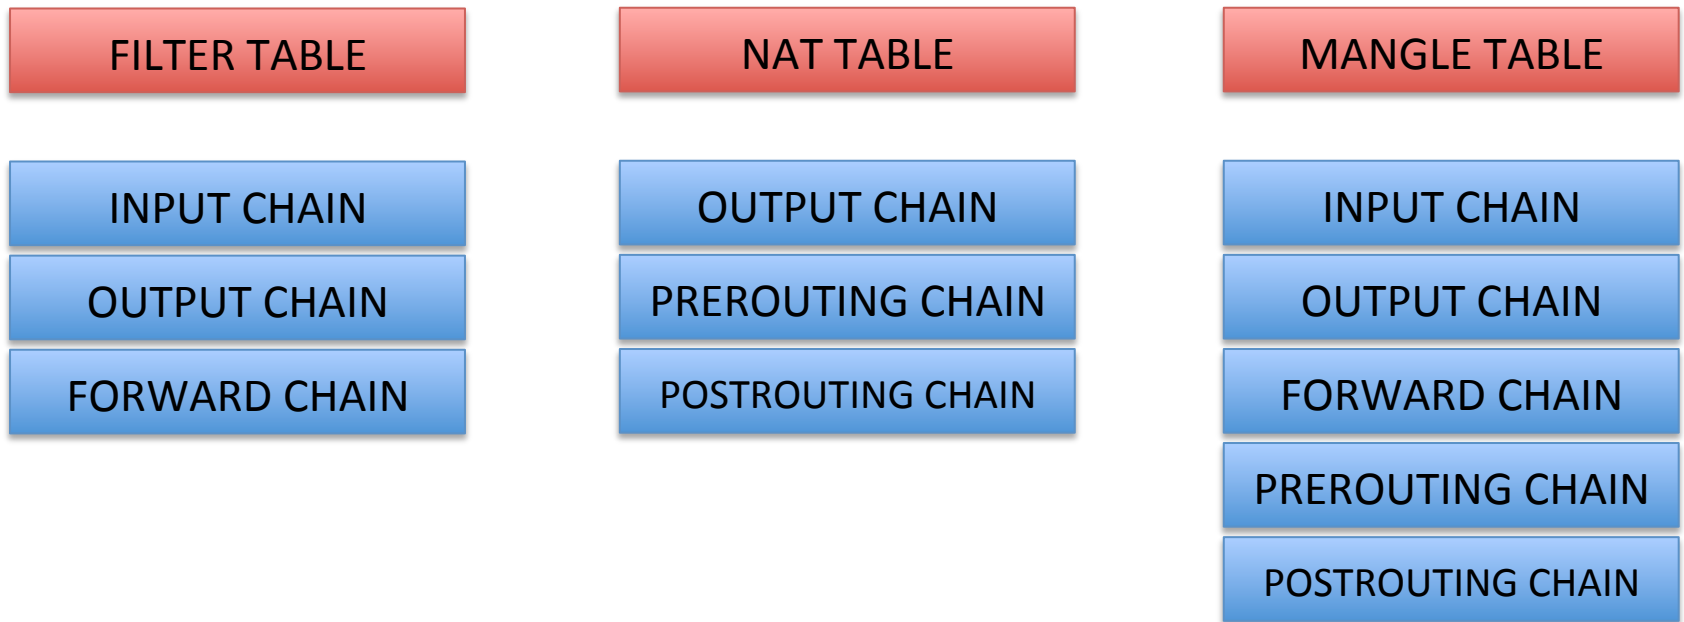 FILTER TABLE
INPUT CHAIN
OUTPUT CHAIN
FORWARD CHAIN
NAT TABLE
OUTPUT CHAIN
PREROUTING CHAIN
POSTROUTING CHAIN
MANGLE TABLE
INPUT CHAIN
OUTPUT CHAIN
FORWARD CHAIN
PREROUTING CHAIN
POSTROUTING CHAIN